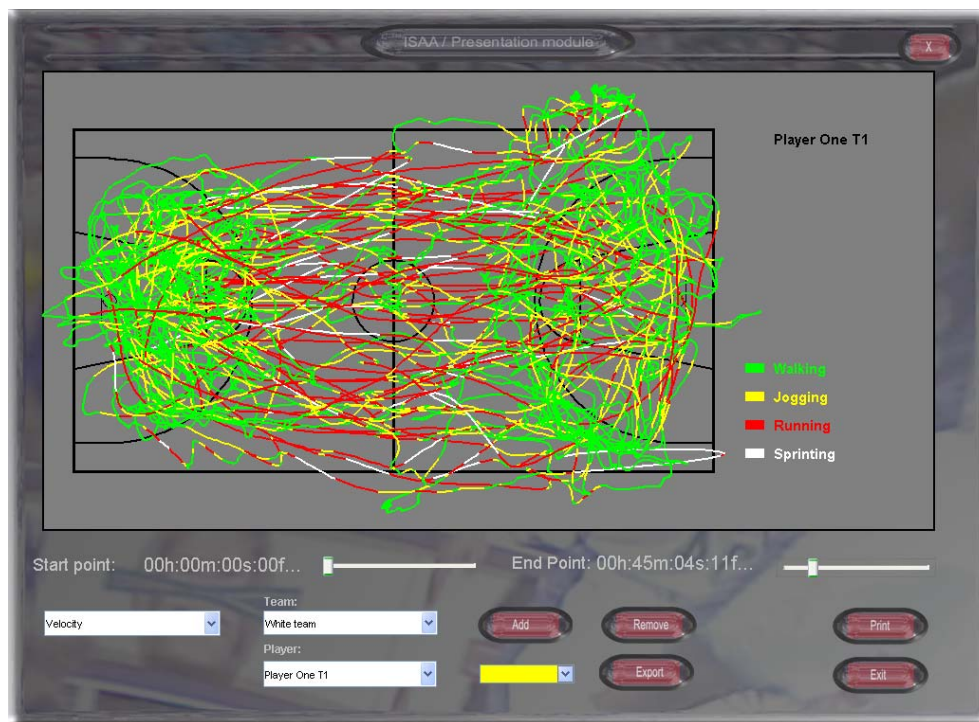 ISAA / Presentation module
X
Player One T1
Walking
Jogging
Running
Sprinting
Start point: 00h:00m:00s:00f...
End Point: 00h:45m:04s:11f...
Velocity
Team:
White team
Player:
Player One T1
Add
Remove
Export
Print
Exit